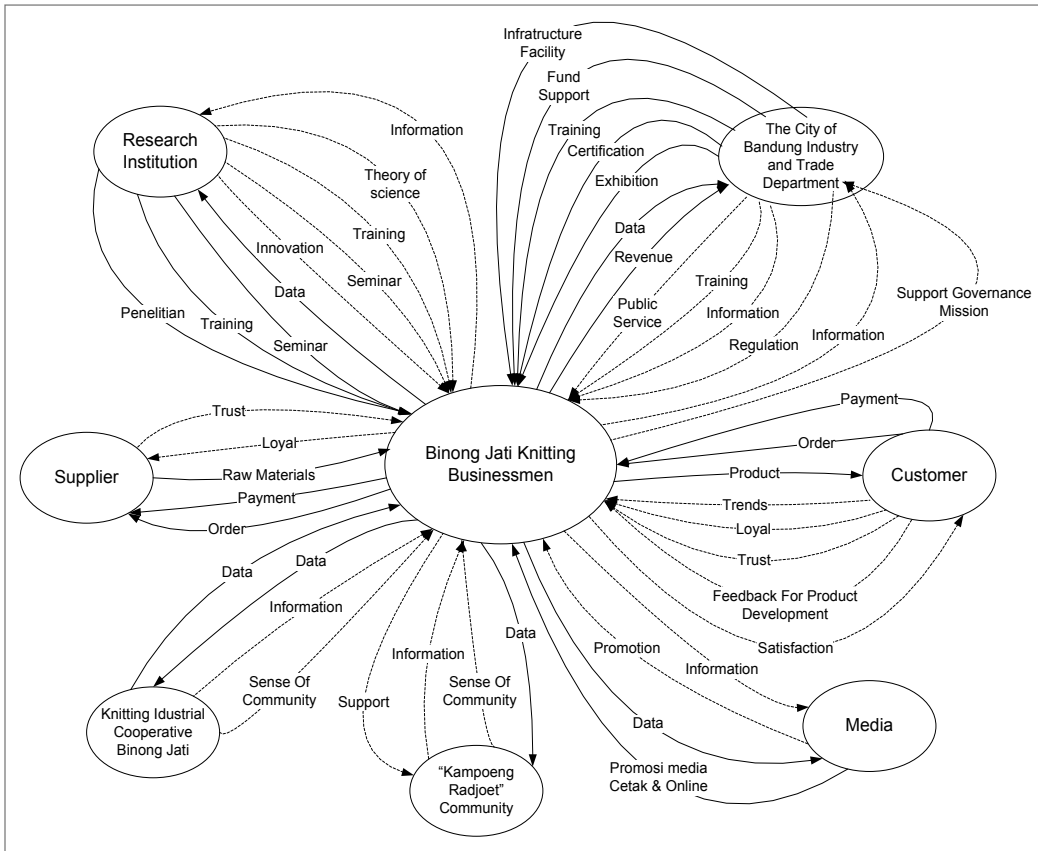 Infratructure
Facility
Fund
Support
Training
Certification
Exhibition
The City of
Bandung Industry
and Trade
Department
Information
Research
Institution
Theory of
science
Training
Seminar
Innovation
Data
Penelitian
Training
Seminar
Data
Revenue
Public
Service
Training
Information
Regulation
Information
Support Governance
Mission
Binong Jati Knitting
Businessmen
Trust
Loyal
Supplier
Raw Materials
Payment
Order
Payment
Order
Product
Customer
Trends
Loyal
Trust
Feedback For Product
Development
Satisfaction
Data
Data
Information
Sense Of
Community
Knitting Idustrial
Cooperative
Binong Jati
Support
Information
Sense Of
Community
Data
“Kampoeng
Radjoet”
Community
Promotion
Information
Data
Media
Promosi media
Cetak & Online